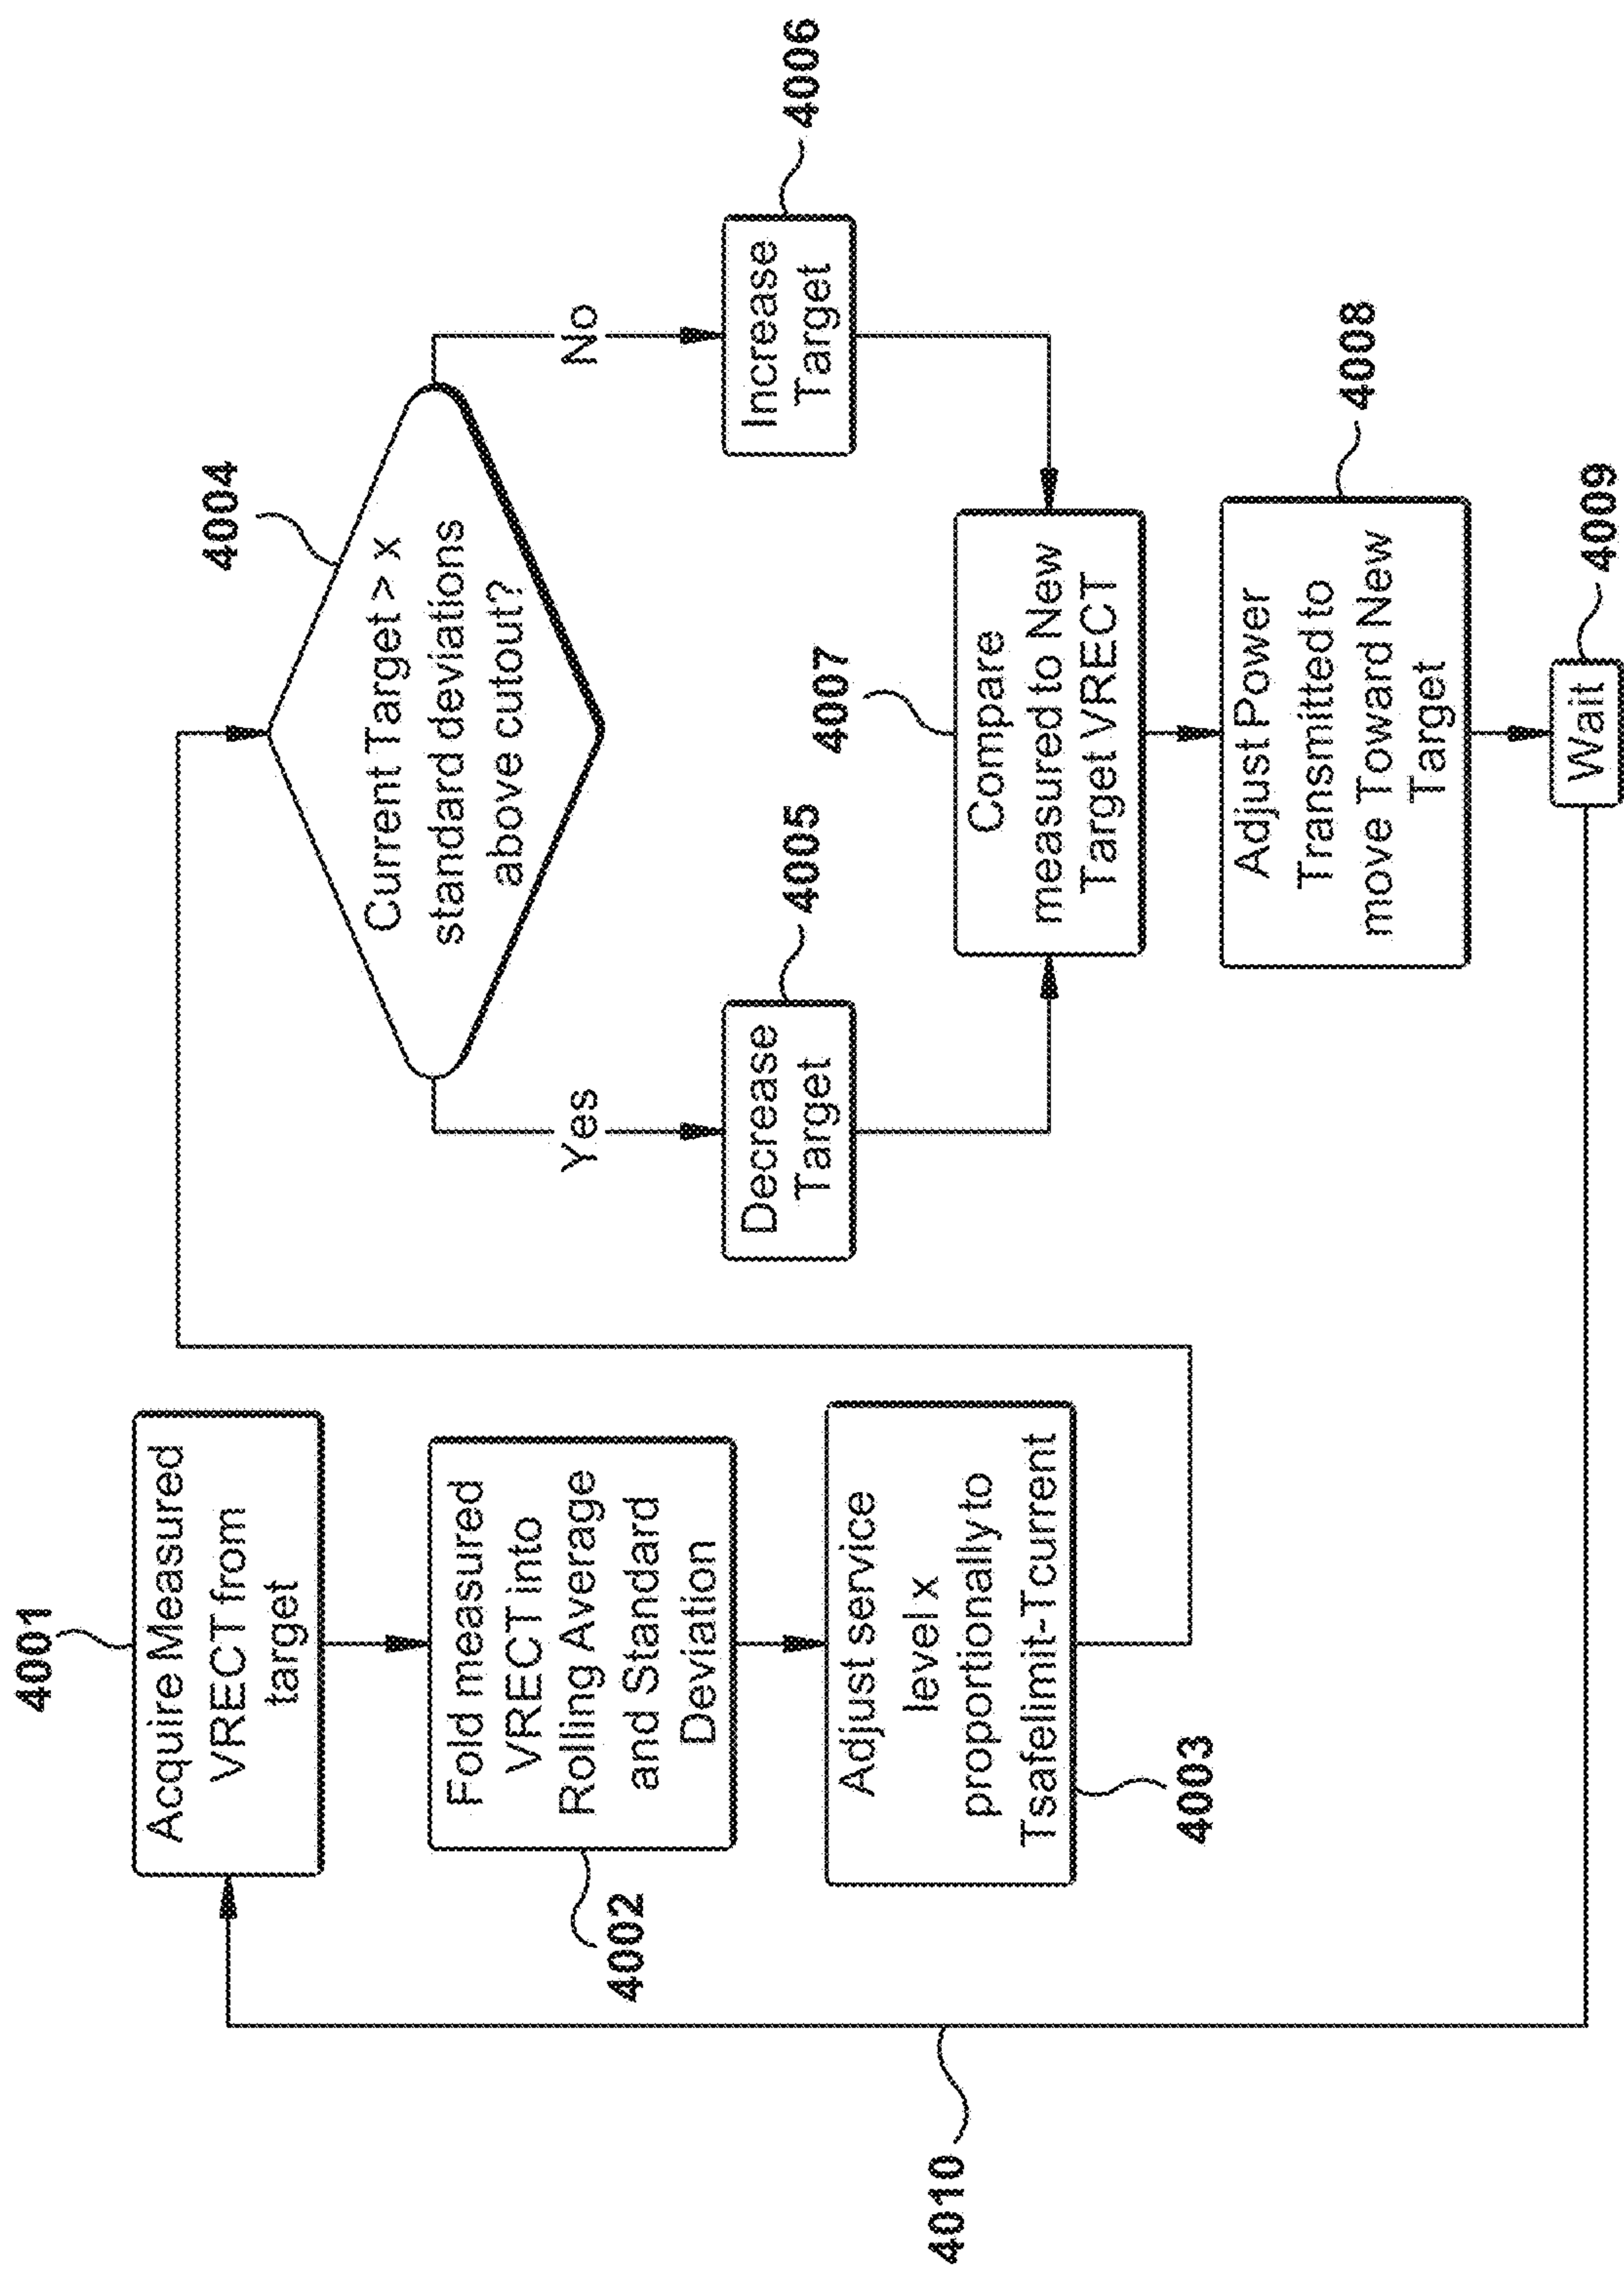 4001
Acquire Measured
VRECT from
target
Fold measured
VRECT into
Rolling Average
and Standard
Deviation
4002
Adjust service
level x
proportionally to
Tsafelimit-Tcurrent
4003
4004
Current Target > x
standard deviations
above cutout?
Yes
No
Decrease
Target
4005
Increase
Target
4006
4007
Compare
measured to New
Target VRECT
Adjust Power
Transmitted to
move Toward New
Target
4008
Wait
4009
4010